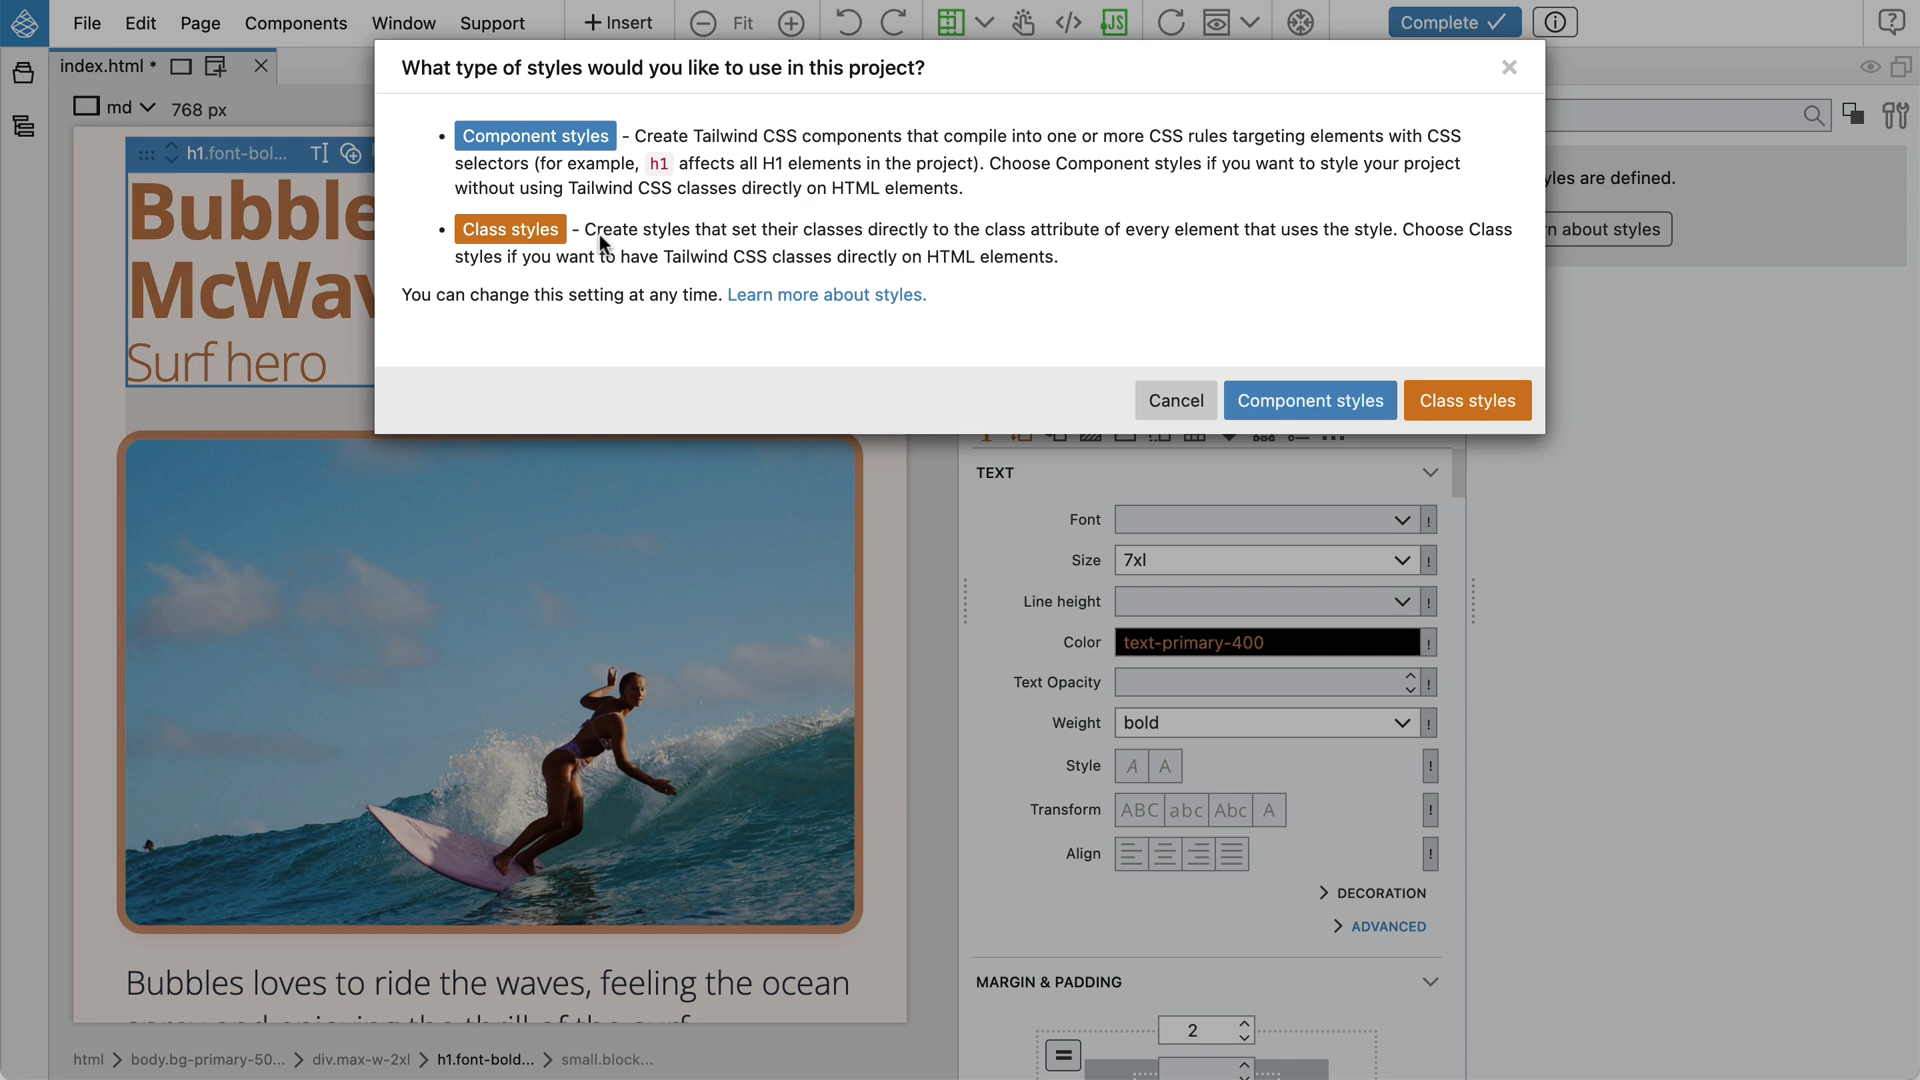 File Edit Page Components Window Support + Insert Fit JS Complete
index.html *
md 768 px
What type of styles would you like to use in this project?
• Component styles - Create Tailwind CSS components that compile into one or more CSS rules targeting elements with CSS
selectors (for example, h1 affects all H1 elements in the project). Choose Component styles if you want to style your project
without using Tailwind CSS classes directly on HTML elements.
• Class styles - Create styles that set their classes directly to the class attribute of every element that uses the style. Choose Class
styles if you want to have Tailwind CSS classes directly on HTML elements.
You can change this setting at any time. Learn more about styles.
Cancel Component styles Class styles
yles are defined.
n about styles
h1.font-bol...
Bubble
McWav
Surf hero
Bubbles loves to ride the waves, feeling the ocean
html > body.bg-primary-50... > div.max-w-2xl > h1.font-bold... > small.block...
TEXT
Font !
Size 7xl !
Line height !
Color text-primary-400 !
Text Opacity !
Weight bold !
Style A A !
Transform ABC abc Abc A !
Align !
> DECORATION
> ADVANCED
MARGIN & PADDING
2
=